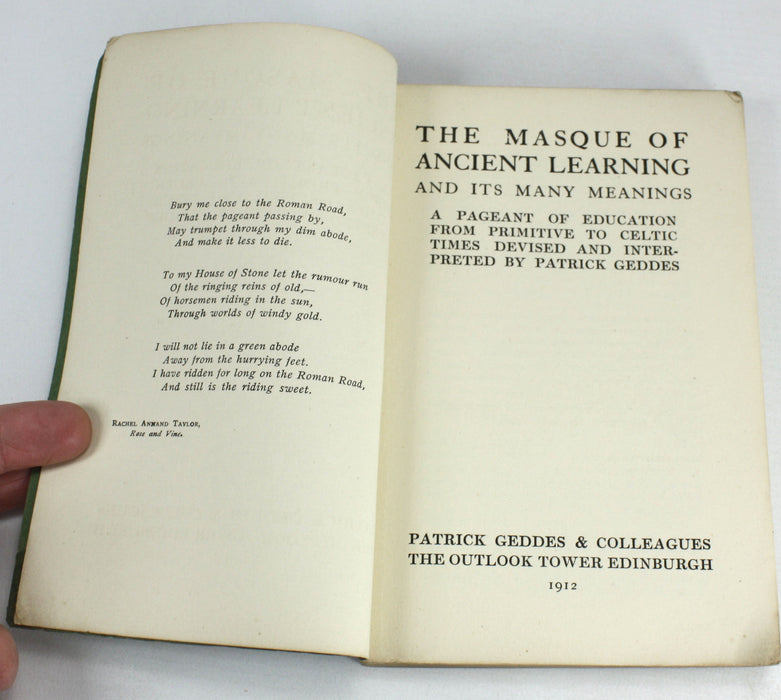 Bury me close to the Roman Road,
That the pageant passing by,
May trumpet through my dim abode,
And make it less to die.
To my House of Stone let the rumour run
Of the ringing reins of old,—
Of horsemen riding in the sun,
Through worlds of windy gold.
I will not lie in a green abode
Away from the hurrying feet.
I have ridden for long on the Roman Road,
And still is the riding sweet.
RACHEL ANNAND TAYLOR,
Rose and Vine.
THE MASQUE OF
ANCIENT LEARNING
AND ITS MANY MEANINGS
A PAGEANT OF EDUCATION
FROM PRIMITIVE TO CELTIC
TIMES DEVISED AND INTER-
PRETED BY PATRICK GEDDES
PATRICK GEDDES & COLLEAGUES
THE OUTLOOK TOWER EDINBURGH
1912